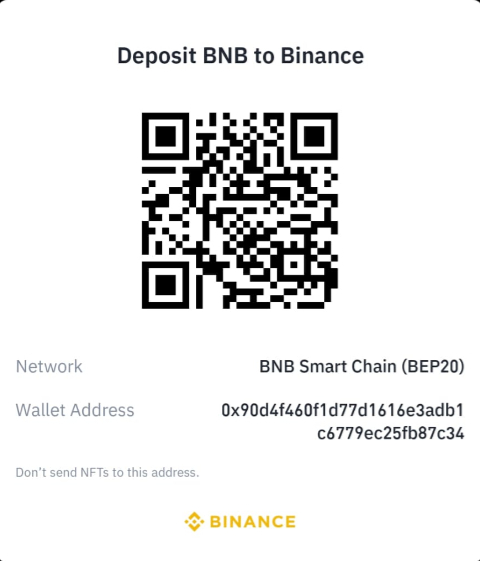 Deposit BNB to Binance
Network
BNB Smart Chain (BEP20)
Wallet Address
0x90d4f460f1d77d1616e3adb1
c6779ec25fb87c34
Don't send NFTs to this address.
BINANCE